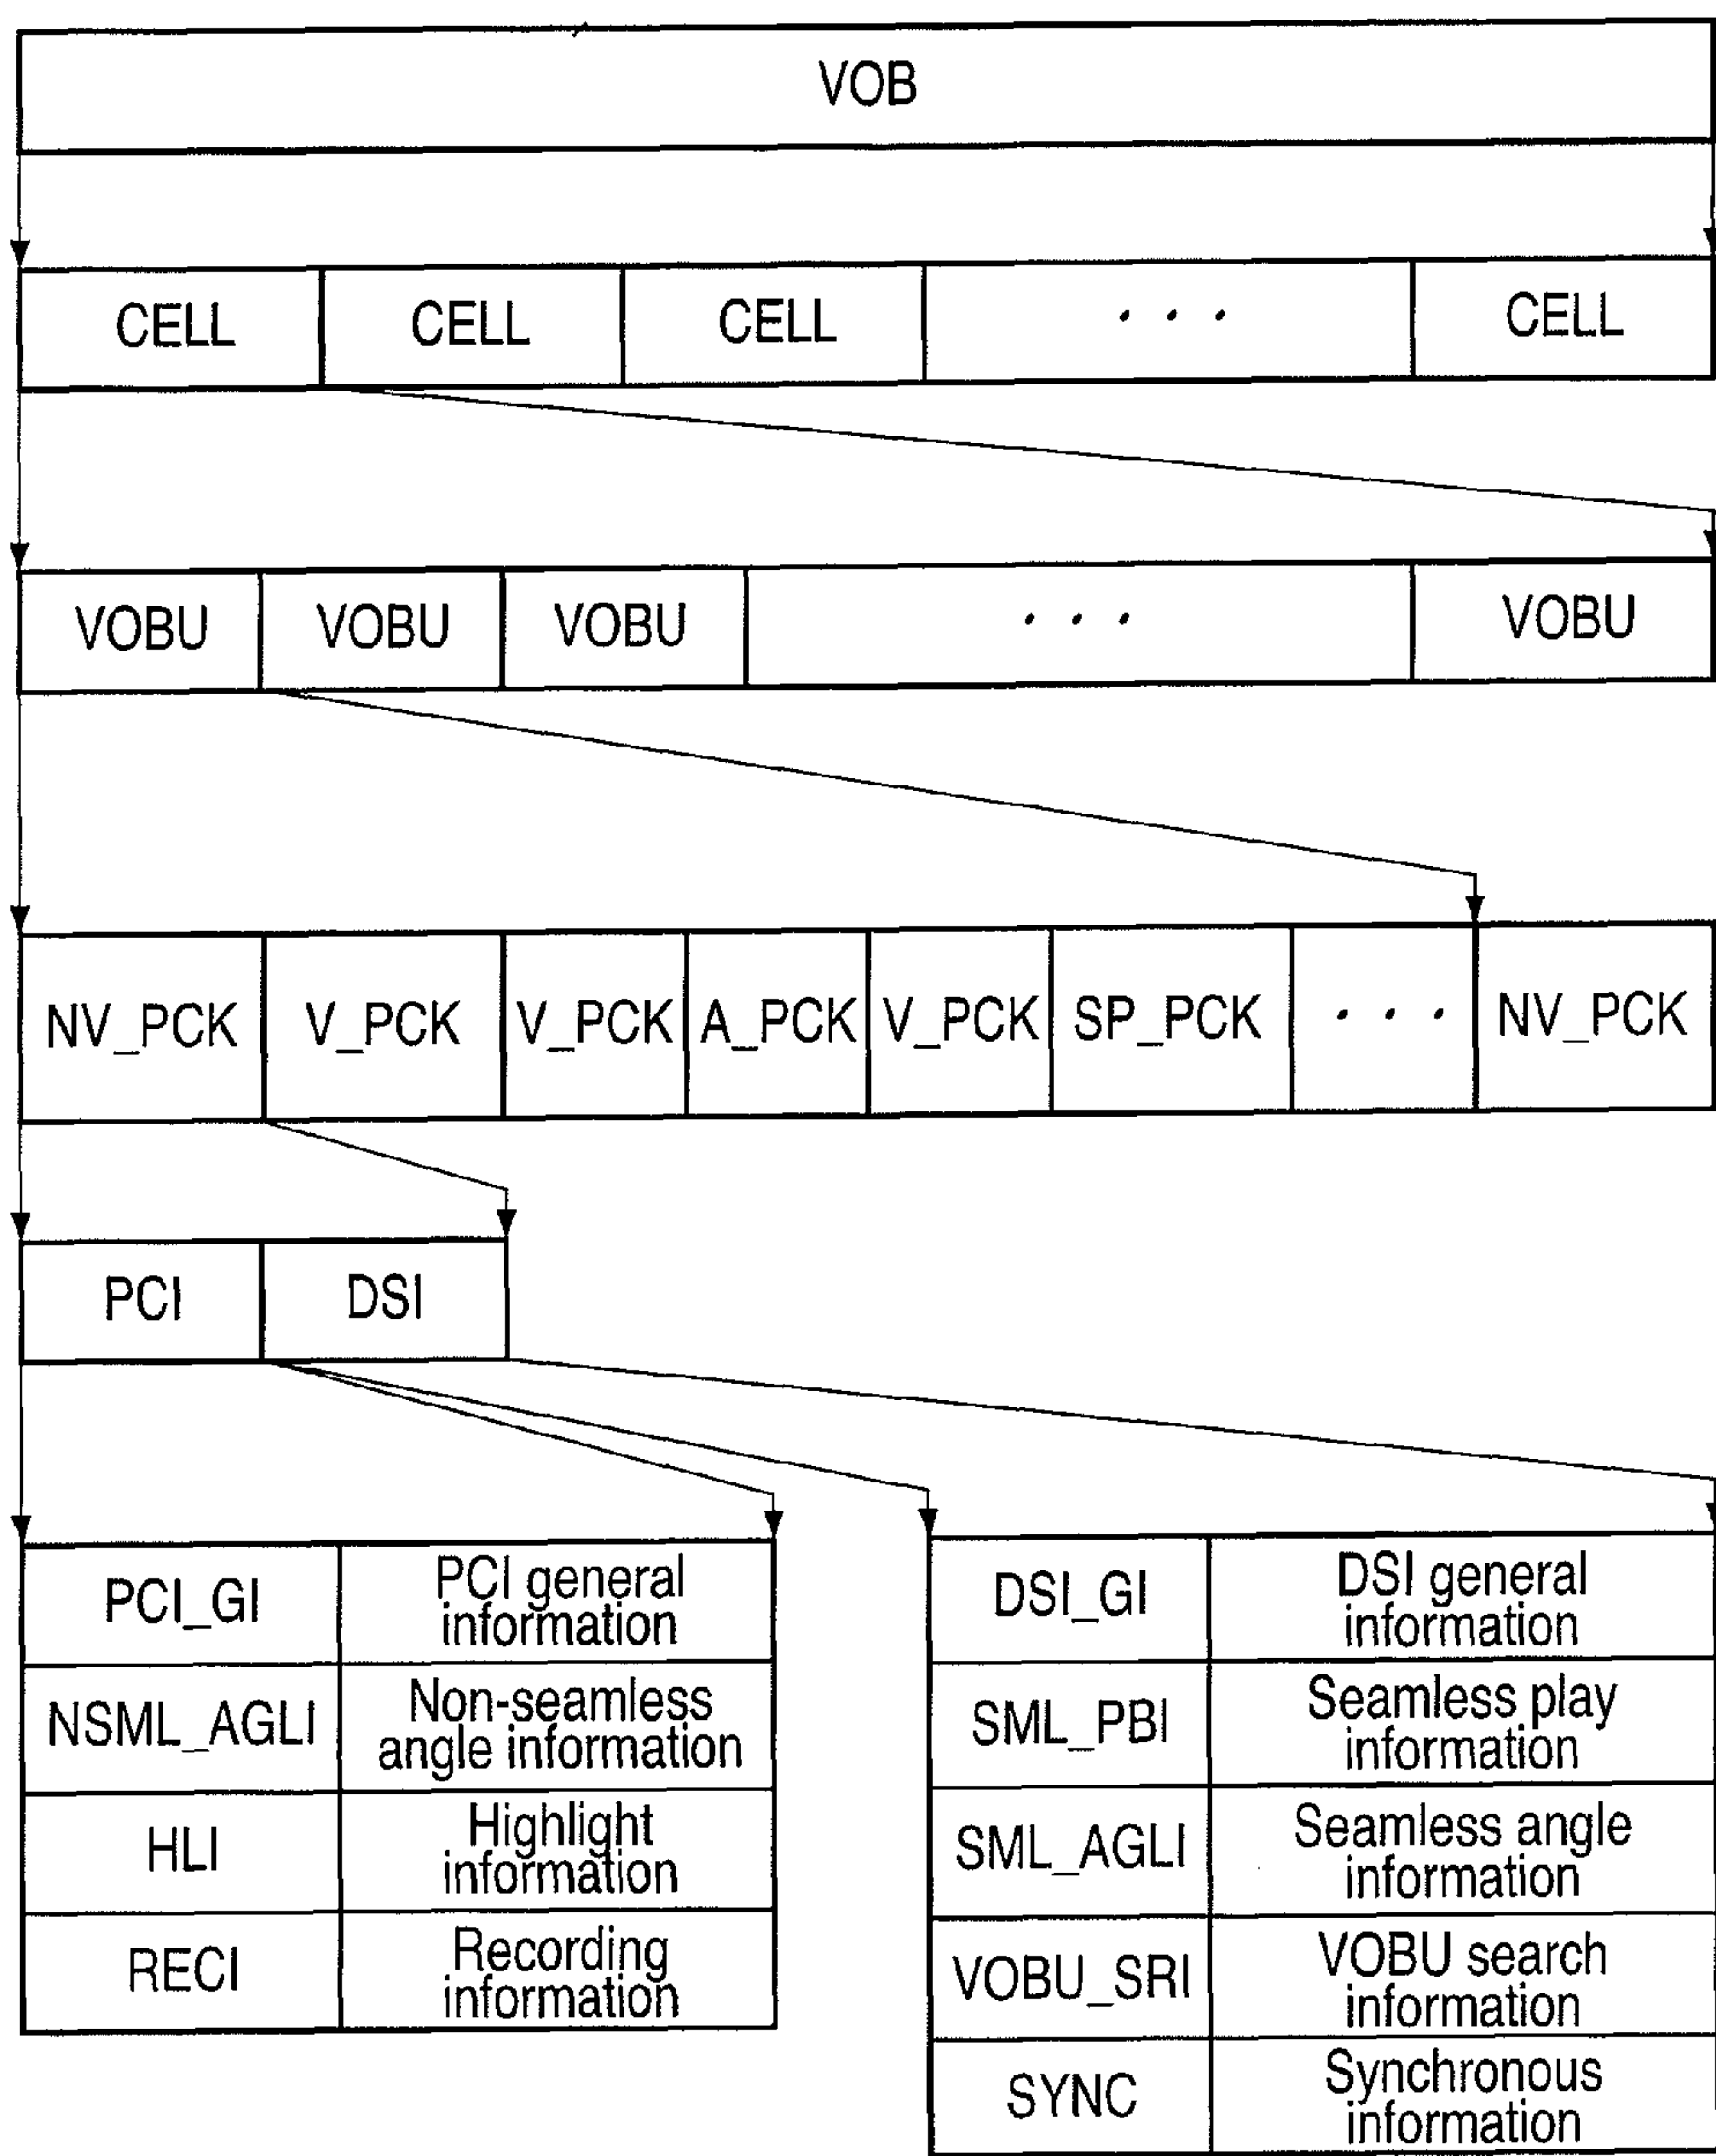 VOB
CELL CELL CELL . . . CELL
VOBU VOBU VOBU . . . VOBU
NV_PCK V_PCK V_PCK A_PCK V_PCK SP_PCK . . . NV_PCK
PCI DSI
PCI_GI PCI general
information
NSML_AGLI Non-seamless
angle information
HLI Highlight
information
RECI Recording
information
DSI_GI DSI general
information
SML_PBI Seamless play
information
SML_AGLI Seamless angle
information
VOBU_SRI VOBU search
information
SYNC Synchronous
information